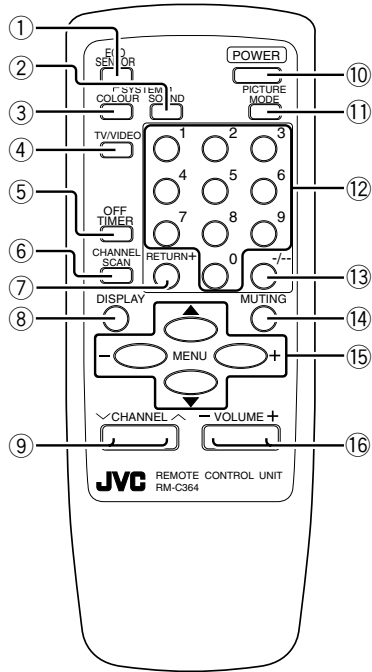 ① ECO SENSOR POWER ⑩
② SYSTEM PICTURE MODE ⑪
③ COLOUR SOUND
④ TV/VIDEO 1 2 3
4 5 6 ⑫
⑤ OFF TIMER 7 8 9
⑥ CHANNEL SCAN
⑦ RETURN+ 0 -/-- ⑬
⑧ DISPLAY MUTING ⑭
− MENU + ⑮
⑨ CHANNEL − VOLUME + ⑯
JVC REMOTE CONTROL UNIT
RM-C364